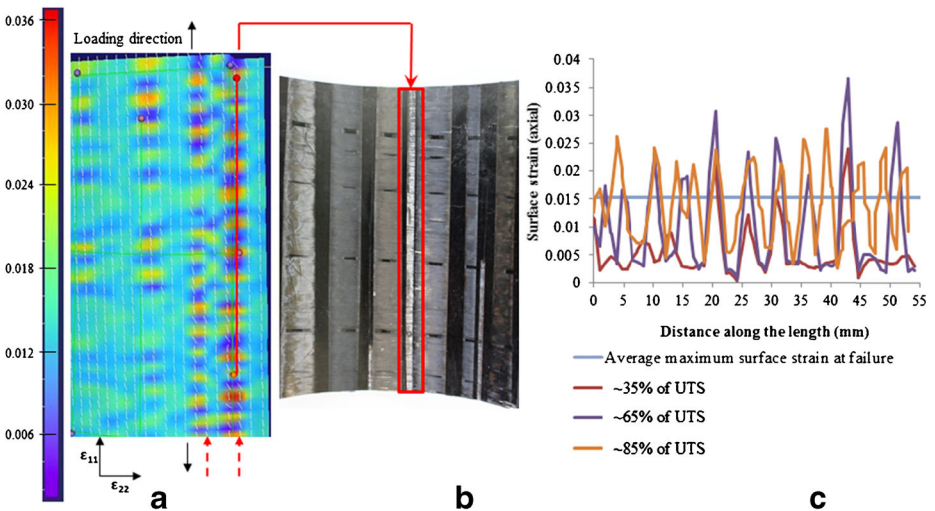 0.036
0.030
0.024
0.018
0.012
0.006
Loading direction
ε11
ε22
a
b
c
Surface strain (axial)
0.04
0.035
0.03
0.025
0.02
0.015
0.01
0.005
0
0 5 10 15 20 25 30 35 40 45 50 55
Distance along the length (mm)
Average maximum surface strain at failure
~35% of UTS
~65% of UTS
~85% of UTS